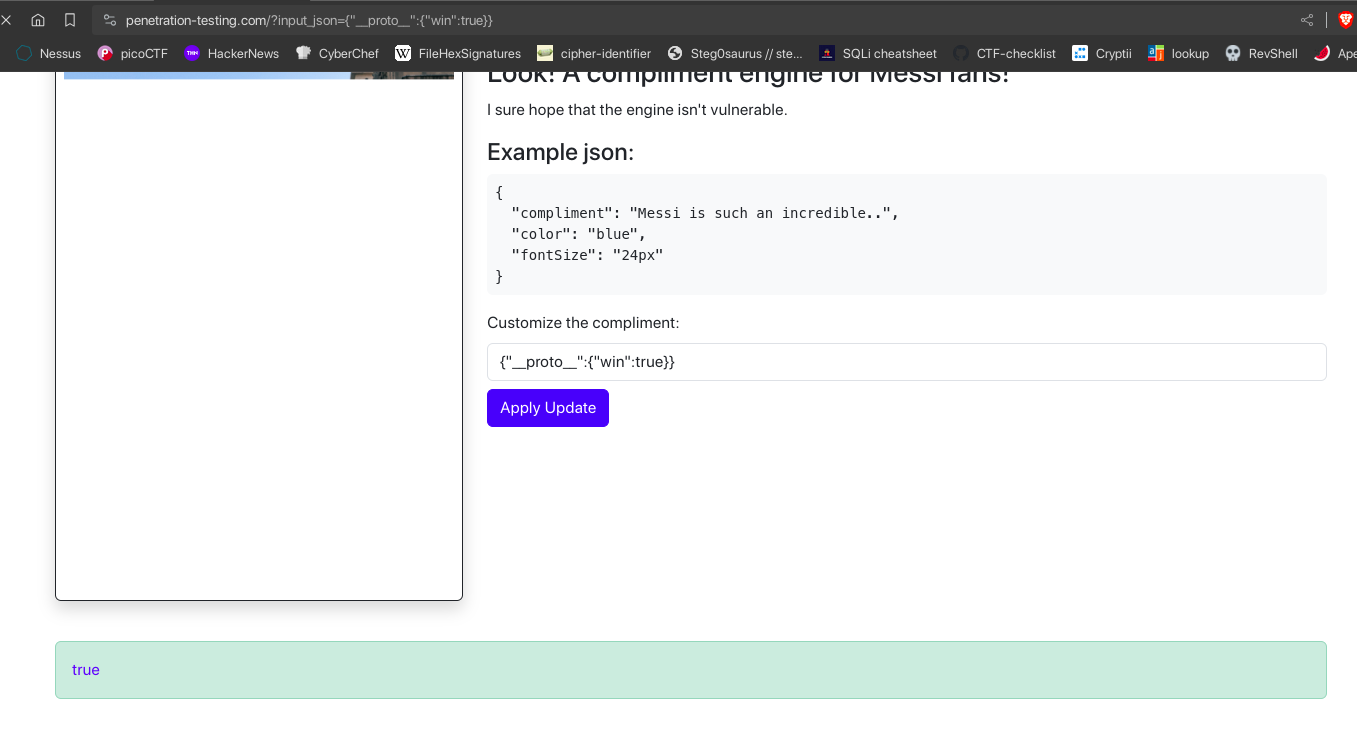 penetration-testing.com/?input_json={"__proto__":{"win":true}}
Nessus picoCTF HackerNews CyberChef FileHexSignatures cipher-identifier Steg0saurus // ste... SQLi cheatsheet CTF-checklist Cryptii lookup RevShell Ape
Look! A compliment engine for Messi fans!
I sure hope that the engine isn't vulnerable.
Example json:
{
"compliment": "Messi is such an incredible..",
"color": "blue",
"fontSize": "24px"
}
Customize the compliment:
{"__proto__":{"win":true}}
Apply Update
true